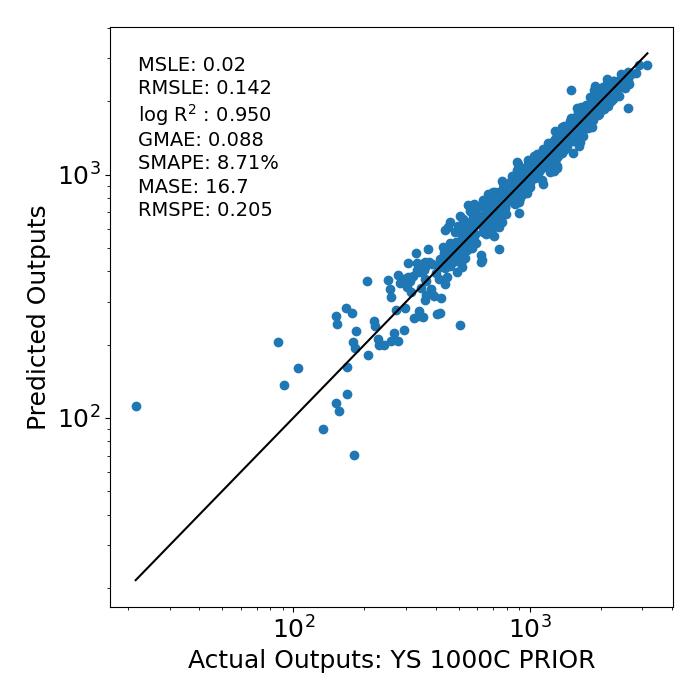 MSLE: 0.02
RMSLE: 0.142
log R² : 0.950
GMAE: 0.088
SMAPE: 8.71%
MASE: 16.7
RMSPE: 0.205
10³
10²
Predicted Outputs
10² 10³
Actual Outputs: YS 1000C PRIOR